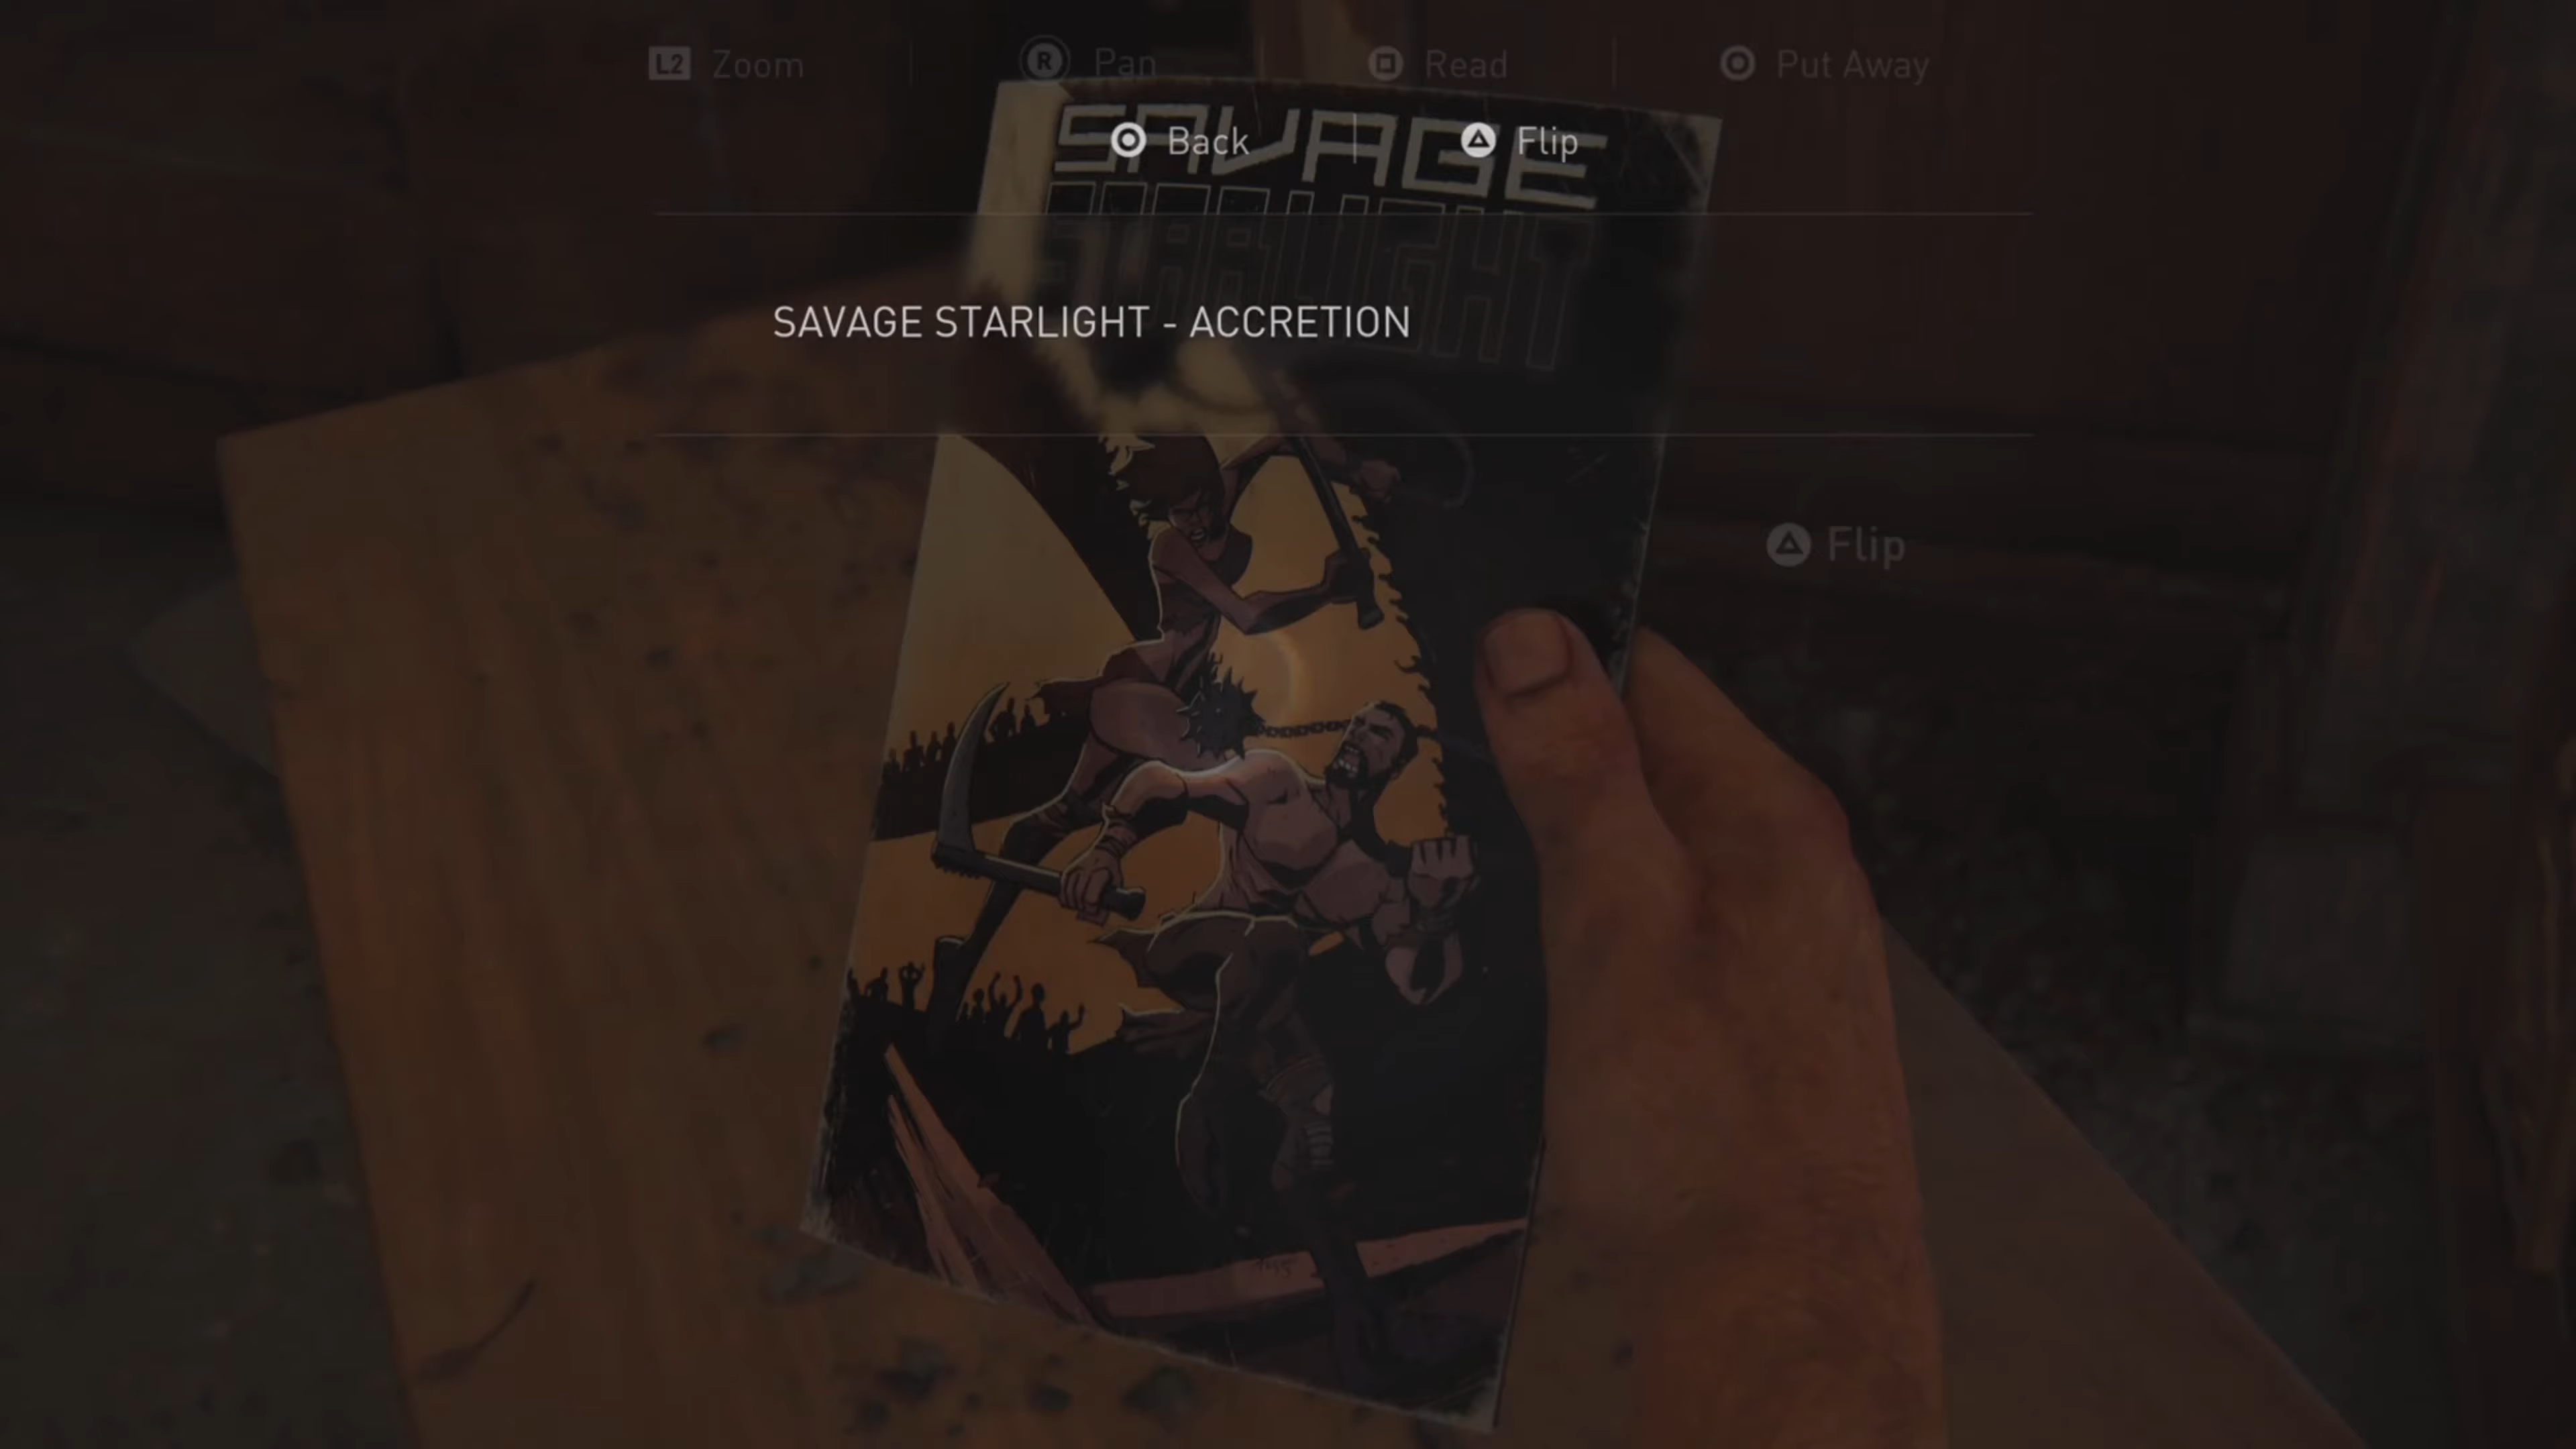 L2 Zoom
R Pan
Read
Put Away
SAVAGE
STARLIGHT
Back
Flip
SAVAGE STARLIGHT - ACCRETION
Flip